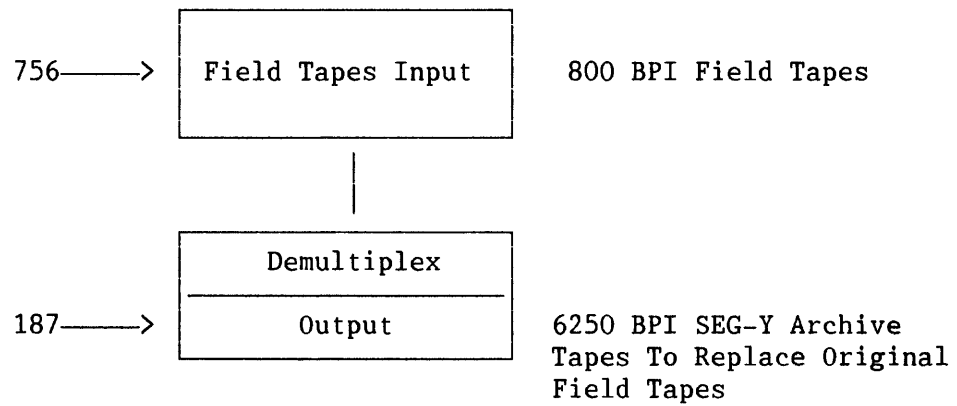 756 Field Tapes Input 800 BPI Field Tapes
Demultiplex
187 Output 6250 BPI SEG-Y Archive
Tapes To Replace Original
Field Tapes